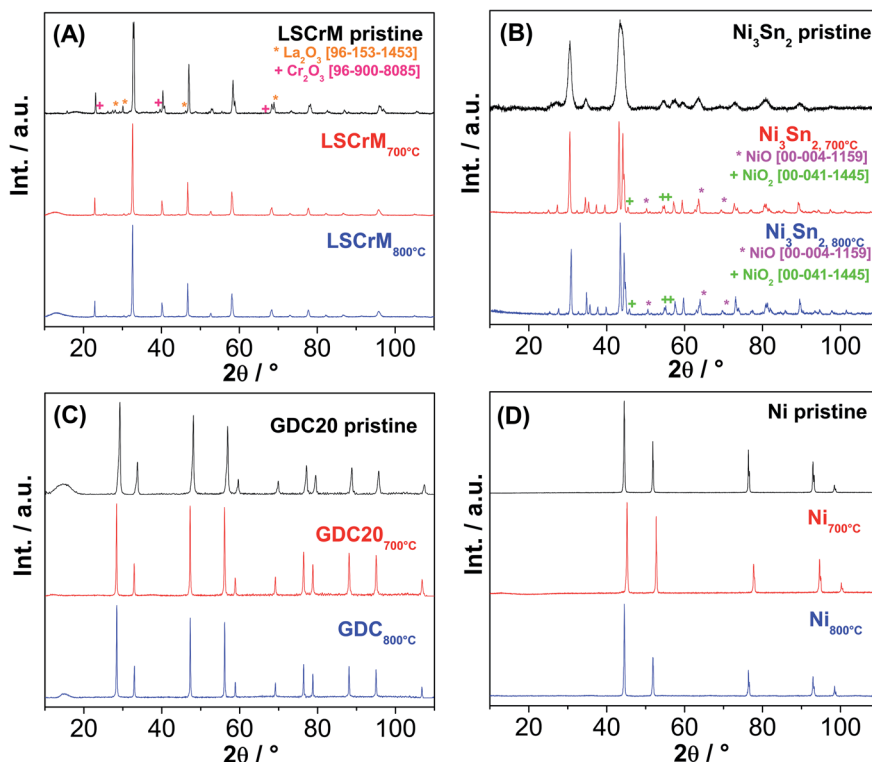 (A)
LSCrM pristine
* La₂O₃ [96-153-1453]
+ Cr₂O₃ [96-900-8085]
LSCrM₇₀₀°C
LSCrM₈₀₀°C
Int. / a.u.
20 40 60 80 100
2θ / °
(B)
Ni₃Sn₂ pristine
Ni₃Sn₂, ₇₀₀°C
* NiO [00-004-1159]
+ NiO₂ [00-041-1445]
Ni₃Sn₂, ₈₀₀°C
* NiO [00-004-1159]
+ NiO₂ [00-041-1445]
Int. / a.u.
20 40 60 80 100
2θ / °
(C)
GDC20 pristine
GDC20₇₀₀°C
GDC₈₀₀°C
Int. / a.u.
20 40 60 80 100
2θ / °
(D)
Ni pristine
Ni₇₀₀°C
Ni₈₀₀°C
Int. / a.u.
20 40 60 80 100
2θ / °